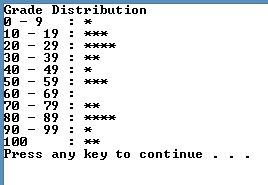 Grade Distribution
0 - 9   : *
10 - 19 : ***
20 - 29 : ****
30 - 39 : **
40 - 49 : *
50 - 59 : ***
60 - 69 :
70 - 79 : **
80 - 89 : ****
90 - 99 : *
100     : **
Press any key to continue . . .